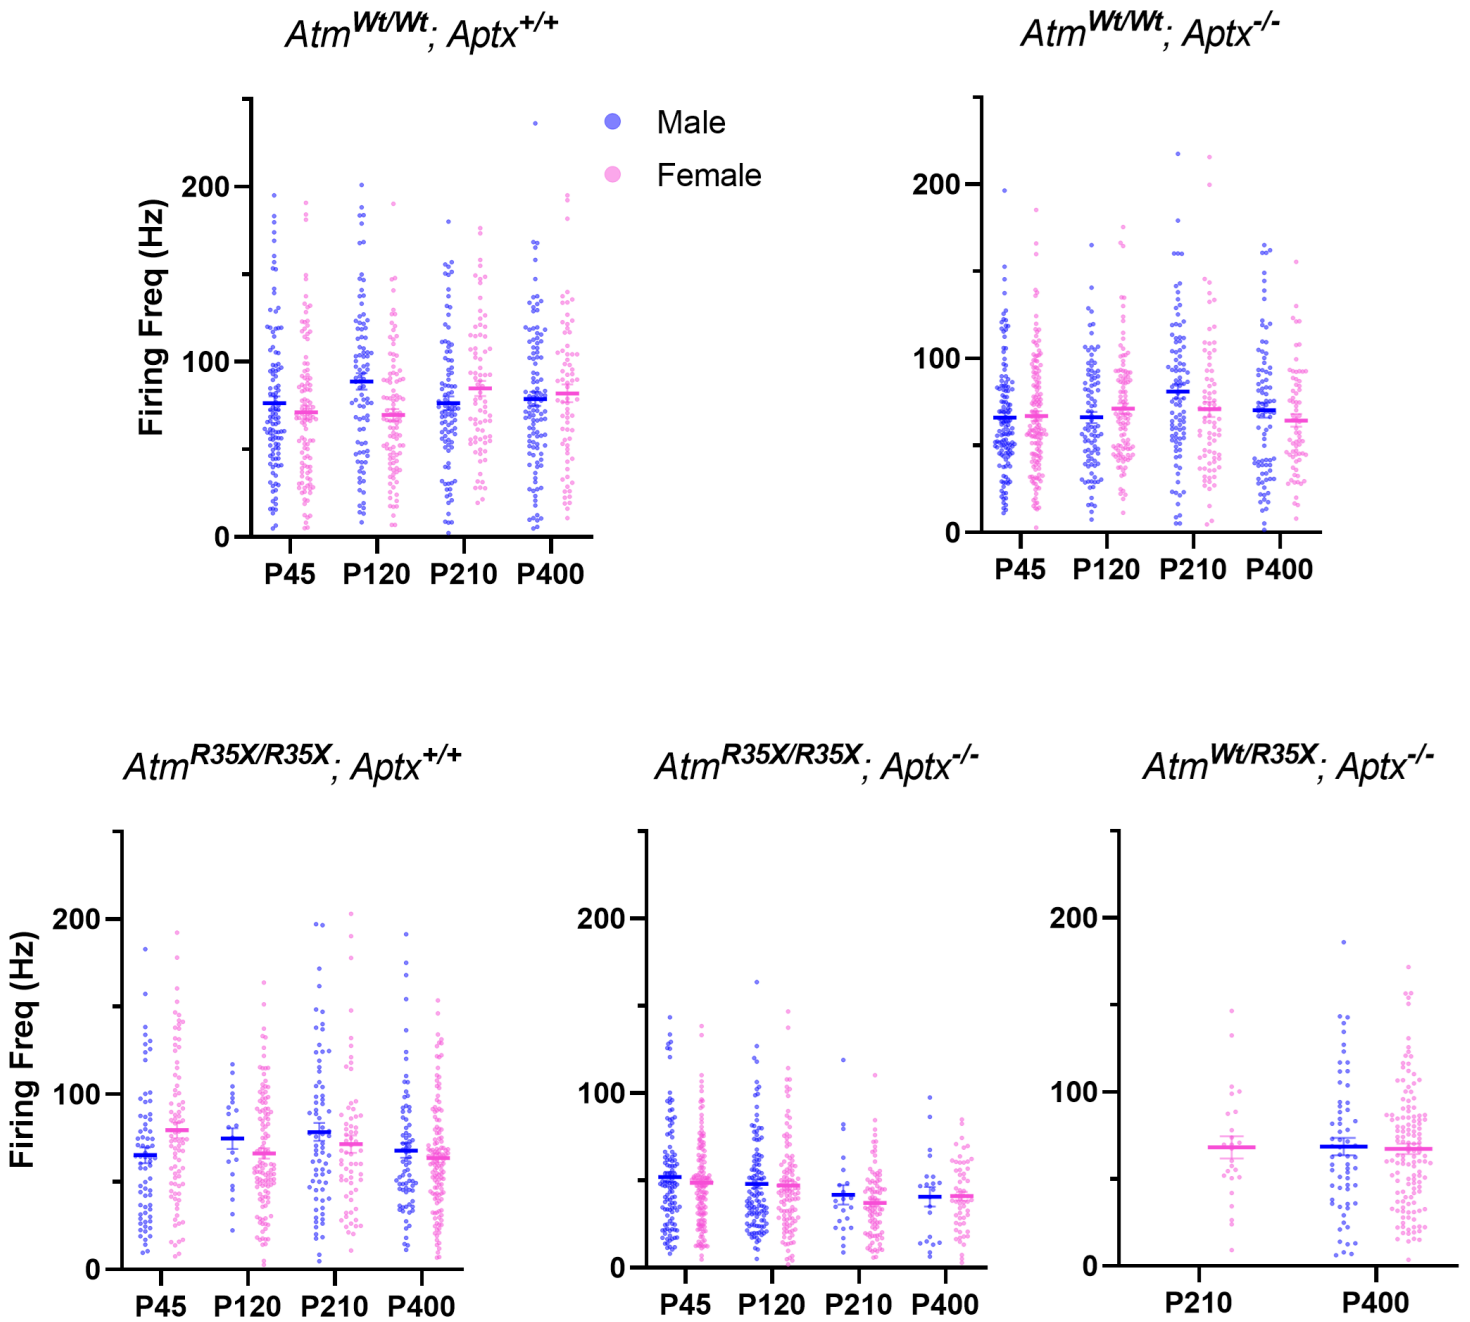 Atm^Wt/Wt; Aptx^+/+
Atm^Wt/Wt; Aptx^-/-
Male
Female
Firing Freq (Hz)
200
100
0
P45 P120 P210 P400
200
100
0
P45 P120 P210 P400
Atm^R35X/R35X; Aptx^+/+
Atm^R35X/R35X; Aptx^-/-
Atm^Wt/R35X; Aptx^-/-
Firing Freq (Hz)
200
100
0
P45 P120 P210 P400
200
100
0
P45 P120 P210 P400
200
100
0
P210 P400